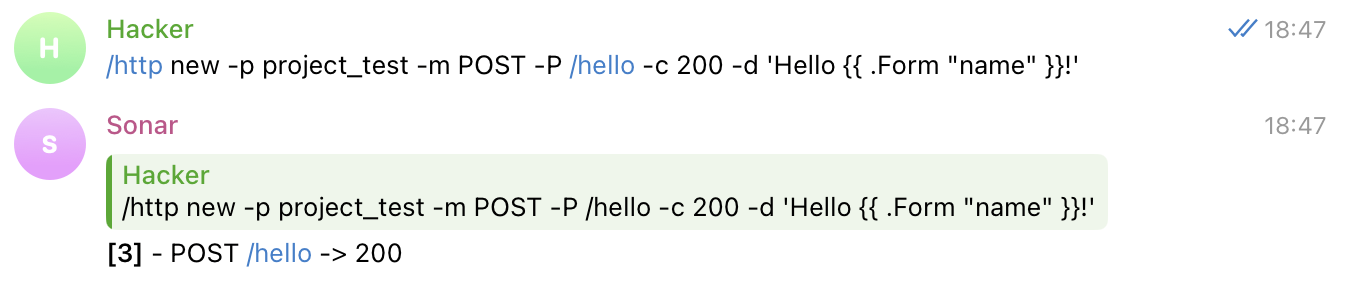 H
Hacker
18:47
/http new -p project_test -m POST -P /hello -c 200 -d 'Hello {{ .Form "name" }}!'
S
Sonar
18:47
Hacker
/http new -p project_test -m POST -P /hello -c 200 -d 'Hello {{ .Form "name" }}!'
[3] - POST /hello -> 200